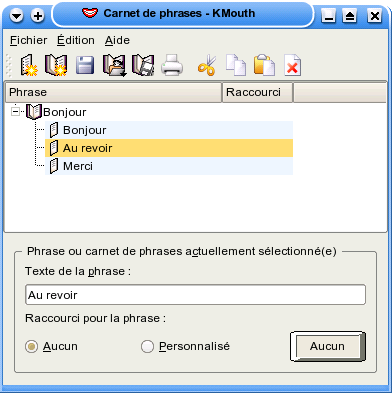 Carnet de phrases - KMouth
Fichier Édition Aide
Phrase Raccourci
Bonjour
Bonjour
Au revoir
Merci
Phrase ou carnet de phrases actuellement sélectionné(e)
Texte de la phrase :
Au revoir
Raccourci pour la phrase :
Aucun Personnalisé Aucun